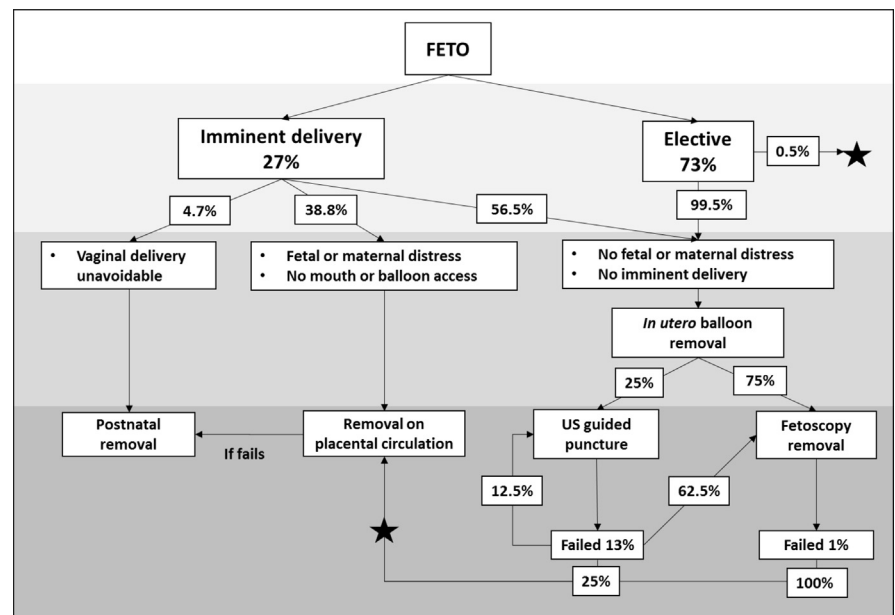 FETO
Imminent delivery
27%
Elective
73%
0.5%
4.7%
38.8%
56.5%
99.5%
• Vaginal delivery
unavoidable
• Fetal or maternal distress
• No mouth or balloon access
• No fetal or maternal distress
• No imminent delivery
In utero balloon
removal
25%
75%
Postnatal
removal
If fails
Removal on
placental circulation
US guided
puncture
Fetoscopy
removal
12.5%
62.5%
Failed 13%
Failed 1%
25%
100%